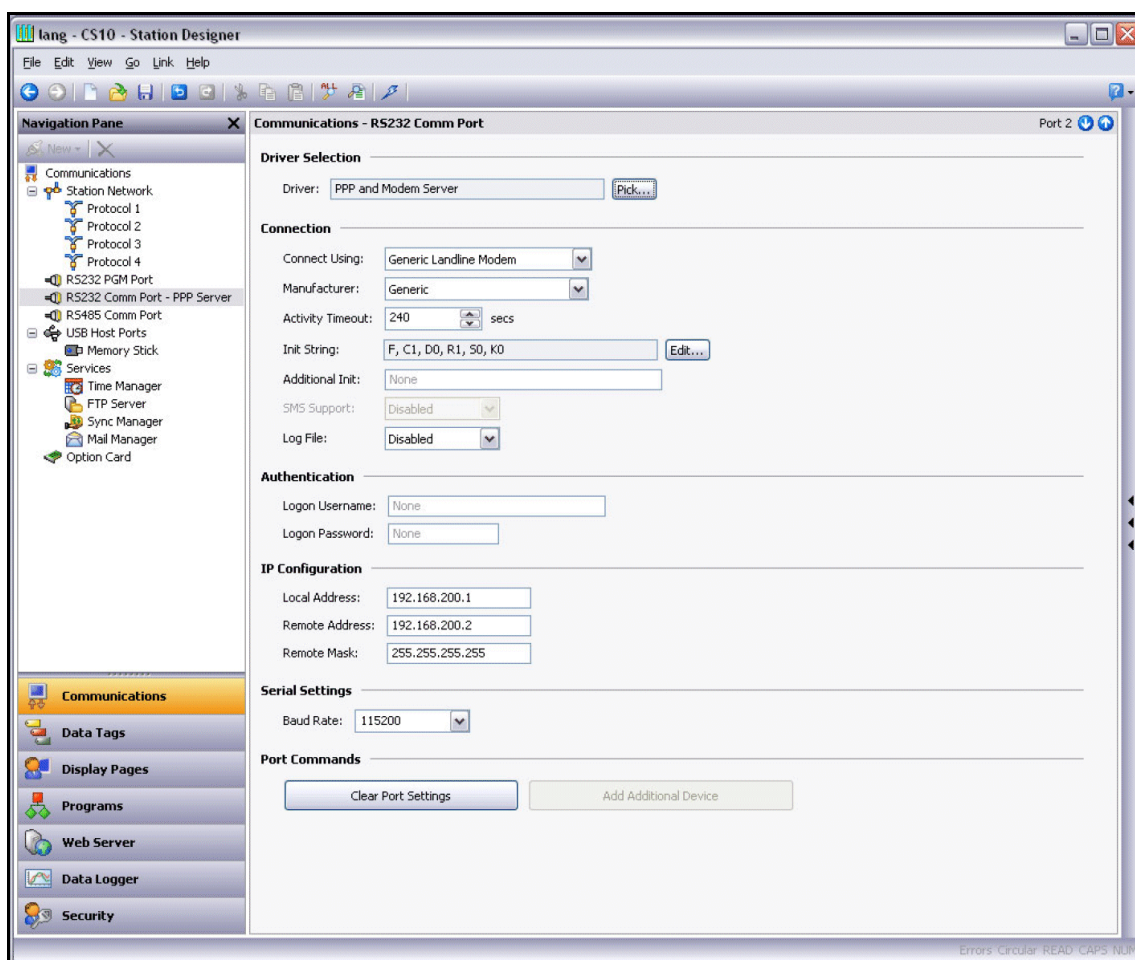 lang - CS10 - Station Designer
File Edit View Go Link Help
Navigation Pane
New
Communications
Station Network
Protocol 1
Protocol 2
Protocol 3
Protocol 4
RS232 PGM Port
RS232 Comm Port - PPP Server
RS485 Comm Port
USB Host Ports
Memory Stick
Services
Time Manager
FTP Server
Sync Manager
Mail Manager
Option Card
Communications
Data Tags
Display Pages
Programs
Web Server
Data Logger
Security
Communications - RS232 Comm Port Port 2
Driver Selection
Driver: PPP and Modem Server Pick...
Connection
Connect Using: Generic Landline Modem
Manufacturer: Generic
Activity Timeout: 240 secs
Init String: F, C1, D0, R1, S0, K0 Edit...
Additional Init: None
SMS Support: Disabled
Log File: Disabled
Authentication
Logon Username: None
Logon Password: None
IP Configuration
Local Address: 192.168.200.1
Remote Address: 192.168.200.2
Remote Mask: 255.255.255.255
Serial Settings
Baud Rate: 115200
Port Commands
Clear Port Settings Add Additional Device
Errors Circular READ CAPS NUM